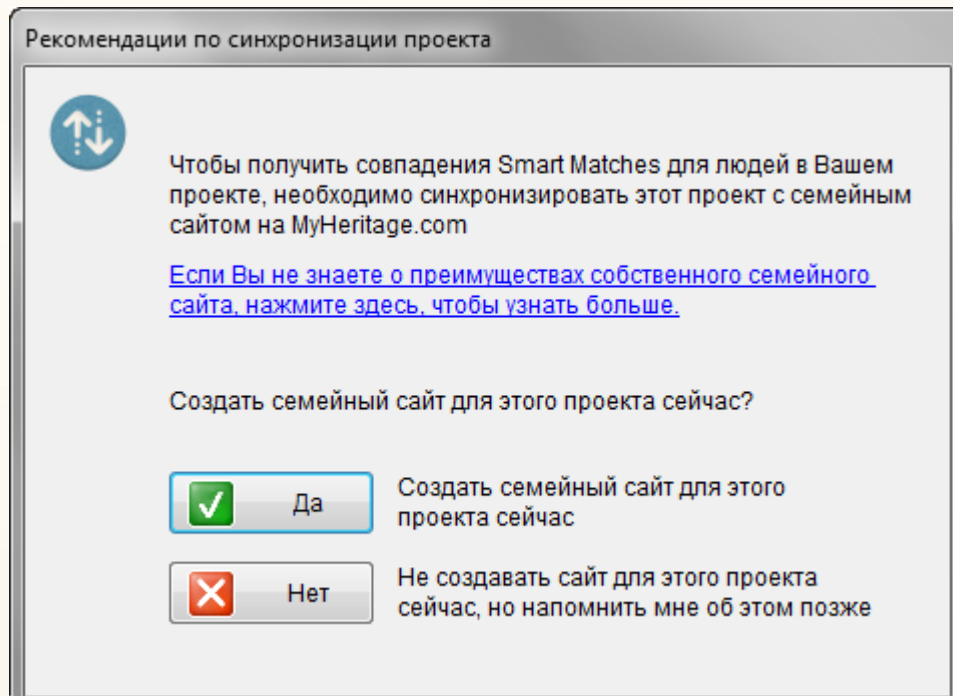 Рекомендации по синхронизации проекта
Чтобы получить совпадения Smart Matches для людей в Вашем
проекте, необходимо синхронизировать этот проект с семейным
сайтом на MyHeritage.com
Если Вы не знаете о преимуществах собственного семейного
сайта, нажмите здесь, чтобы узнать больше.
Создать семейный сайт для этого проекта сейчас?
Да
Создать семейный сайт для этого
проекта сейчас
Нет
Не создавать сайт для этого проекта
сейчас, но напомнить мне об этом позже